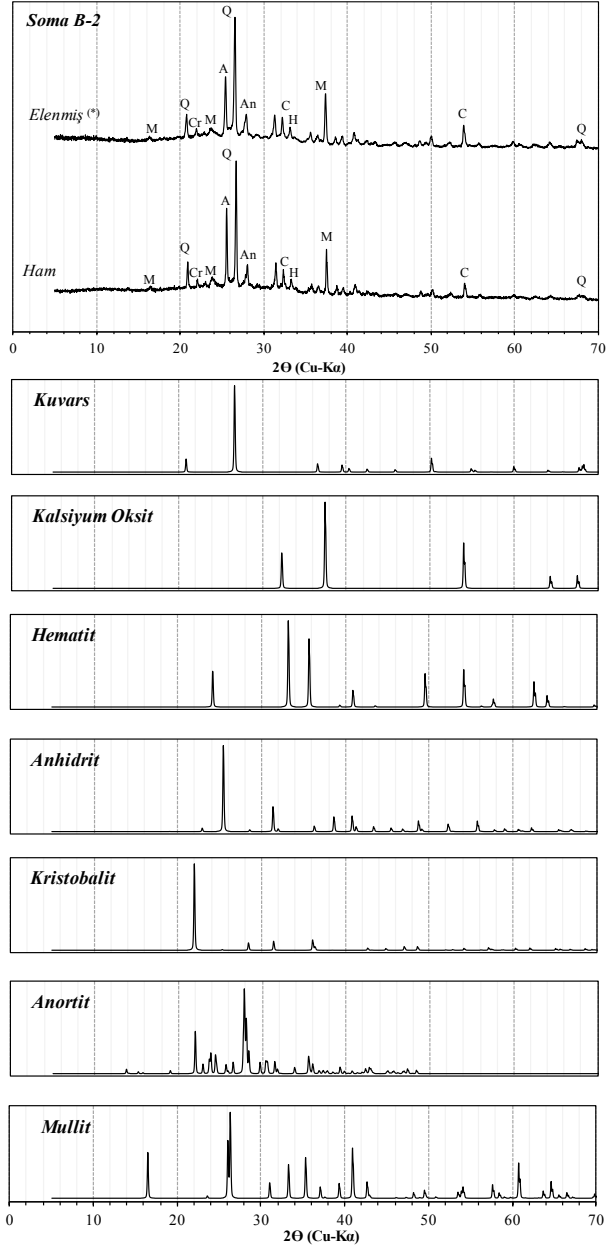 Soma B-2
Q
A
Q
Cr
M
M
An
C
H
M
C
Q
Elenmiş (*)
Q
A
Q
Cr
M
M
An
C
H
M
C
Q
Ham
0 10 20 30 40 50 60 70
2Θ (Cu-Kα)
Kuvars
Kalsiyum Oksit
Hematit
Anhidrit
Kristobalit
Anortit
Mullit
0 10 20 30 40 50 60 70
2Θ (Cu-Kα)